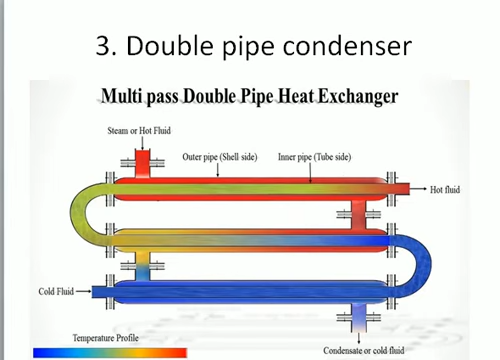 3. Double pipe condenser
Multi pass Double Pipe Heat Exchanger
Steam or Hot Fluid
Outer pipe (Shell side)
Inner pipe (Tube side)
Hot fluid
Cold Fluid
Temperature Profile
Condensate or cold fluid